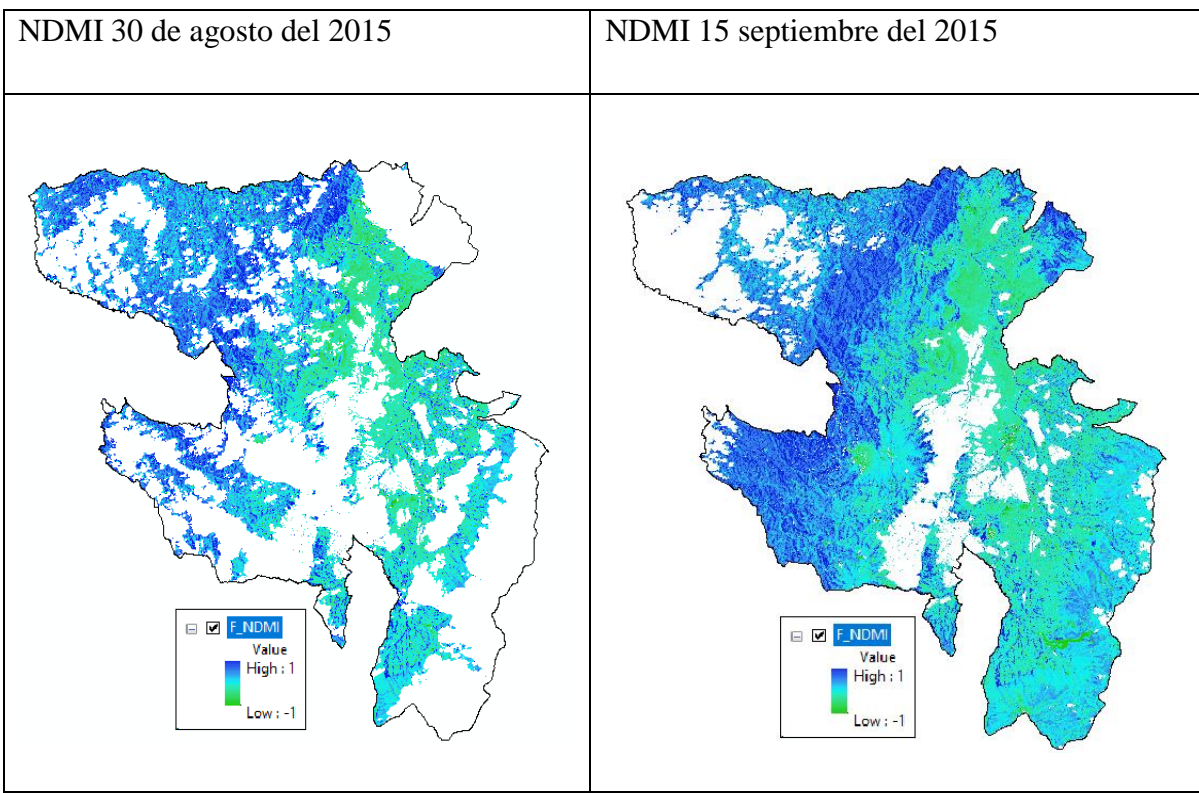 NDMI 30 de agosto del 2015
NDMI 15 septiembre del 2015
F_NDMI
Value
High : 1
Low : -1
F_NDMI
Value
High : 1
Low : -1